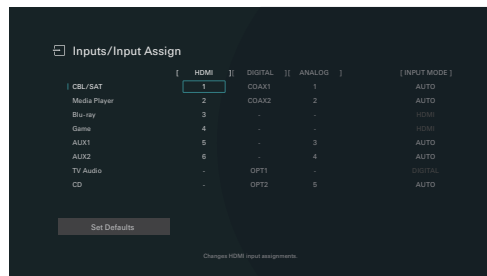 Inputs/Input Assign
[ HDMI ][ DIGITAL ][ ANALOG ] [ INPUT MODE ]
CBL/SAT 1 COAX1 1 AUTO
Media Player 2 COAX2 2 AUTO
Blu-ray 3 - - HDMI
Game 4 - - HDMI
AUX1 5 - 3 AUTO
AUX2 6 - 4 AUTO
TV Audio - OPT1 - DIGITAL
CD - OPT2 5 AUTO
Set Defaults
Changes HDMI input assignments.